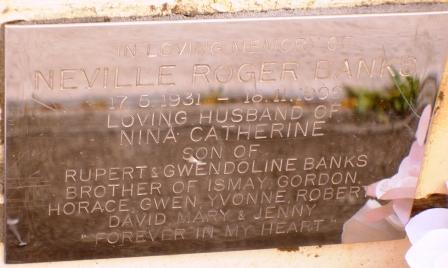 IN LOVING MEMORY OF
NEVILLE ROGER BANKS
17.5.1931 –
LOVING HUSBAND OF
NINA CATHERINE
SON OF
RUPERT & GWENDOLINE BANKS
BROTHER OF ISMAY, GORDON,
HORACE, GWEN, YVONNE, ROBERT,
DAVID, MARY & JENNY
"FOREVER IN MY HEART"